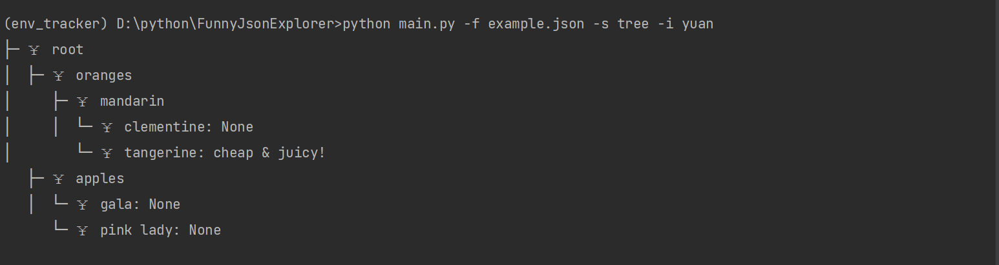 (env_tracker) D:\python\FunnyJsonExplorer>python main.py -f example.json -s tree -i yuan
├─ ¥ root
│  ├─ ¥ oranges
│     ├─ ¥ mandarin
│     │  └─ ¥ clementine: None
│        └─ ¥ tangerine: cheap & juicy!
   ├─ ¥ apples
   │  └─ ¥ gala: None
      └─ ¥ pink lady: None